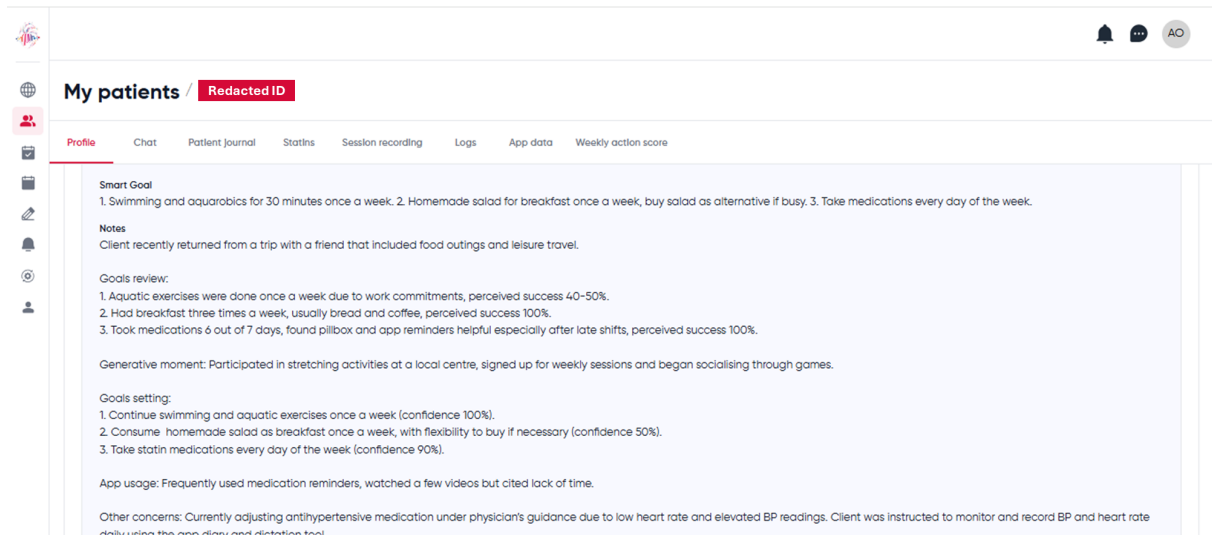 AO
My patients / Redacted ID
Profile Chat Patient journal Statins Session recording Logs App data Weekly action score
Smart Goal
1. Swimming and aquarobics for 30 minutes once a week. 2. Homemade salad for breakfast once a week, buy salad as alternative if busy. 3. Take medications every day of the week.
Notes
Client recently returned from a trip with a friend that included food outings and leisure travel.
Goals review:
1. Aquatic exercises were done once a week due to work commitments, perceived success 40-50%.
2. Had breakfast three times a week, usually bread and coffee, perceived success 100%.
3. Took medications 6 out of 7 days, found pillbox and app reminders helpful especially after late shifts, perceived success 100%.
Generative moment: Participated in stretching activities at a local centre, signed up for weekly sessions and began socialising through games.
Goals setting:
1. Continue swimming and aquatic exercises once a week (confidence 100%).
2. Consume homemade salad as breakfast once a week, with flexibility to buy if necessary (confidence 50%).
3. Take statin medications every day of the week (confidence 90%).
App usage: Frequently used medication reminders, watched a few videos but cited lack of time.
Other concerns: Currently adjusting antihypertensive medication under physician's guidance due to low heart rate and elevated BP readings. Client was instructed to monitor and record BP and heart rate
daily using the app diary and dictation tool.